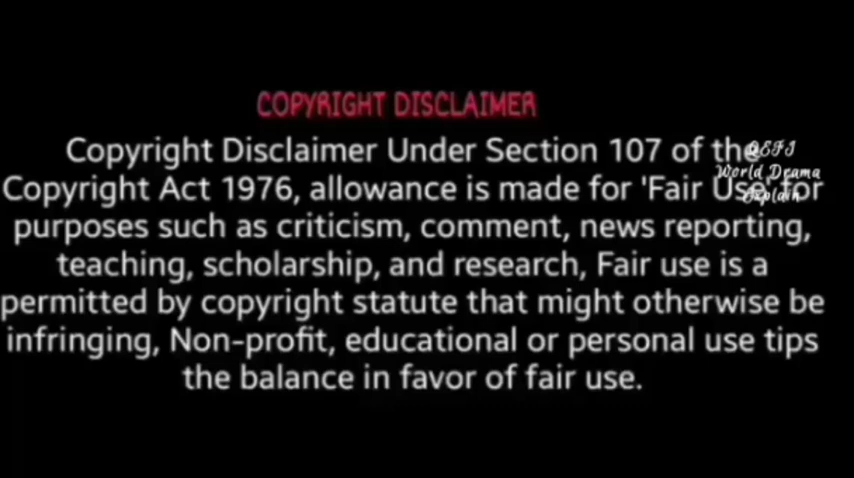 COPYRIGHT DISCLAIMER
Copyright Disclaimer Under Section 107 of the
Copyright Act 1976, allowance is made for 'Fair Use' for
purposes such as criticism, comment, news reporting,
teaching, scholarship, and research, Fair use is a
permitted by copyright statute that might otherwise be
infringing, Non-profit, educational or personal use tips
the balance in favor of fair use.
World Drama
Explain